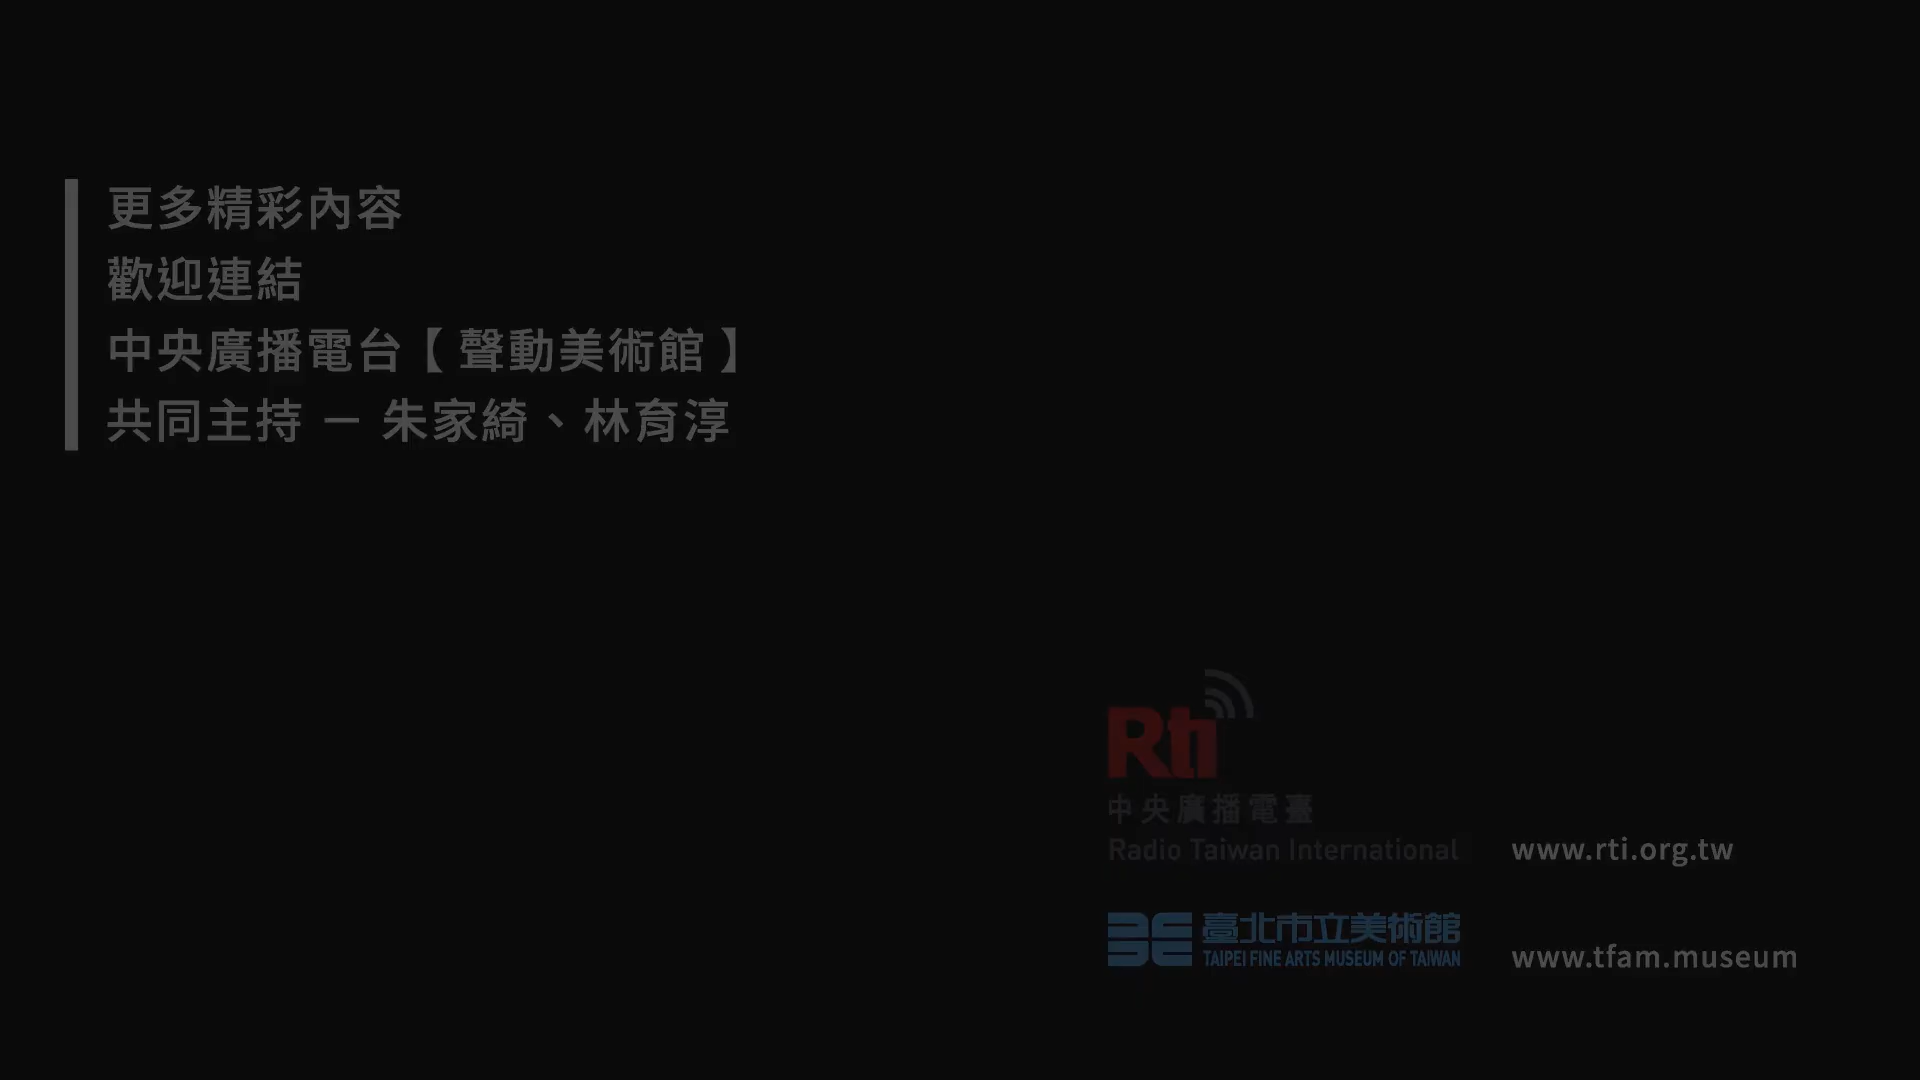 更多精彩內容
歡迎連結
中央廣播電台【聲動美術館】
共同主持 － 朱家綺、林育淳
Rti
中央廣播電臺
Radio Taiwan International
www.rti.org.tw
臺北市立美術館
TAIPEI FINE ARTS MUSEUM OF TAIWAN
www.tfam.museum